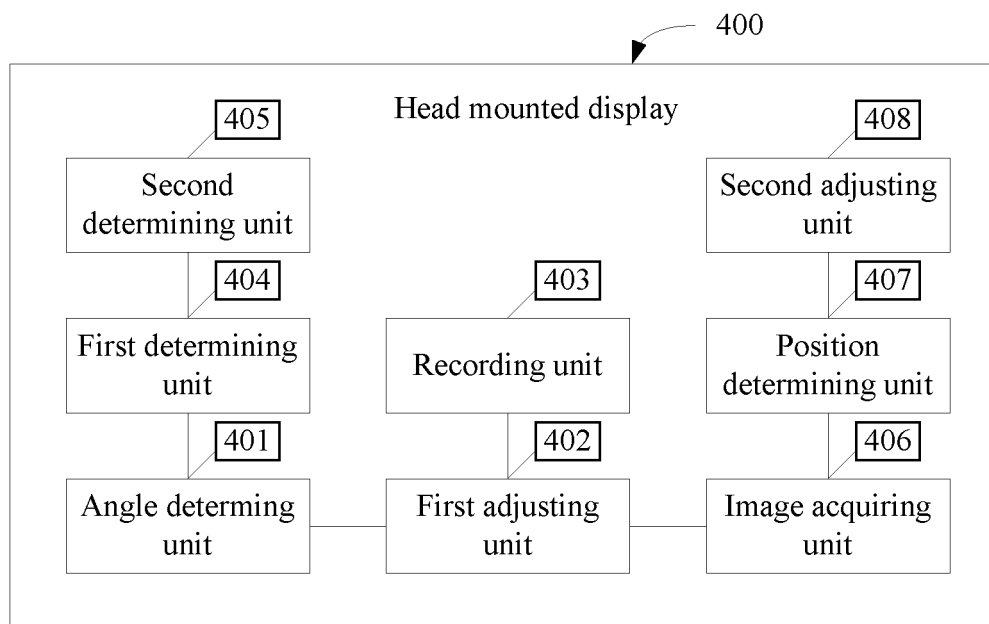 400
Head mounted display
405
Second
determining unit
408
Second adjusting
unit
404
First determining
unit
403
Recording unit
407
Position
determining unit
401
Angle determing
unit
402
First adjusting
unit
406
Image acquiring
unit